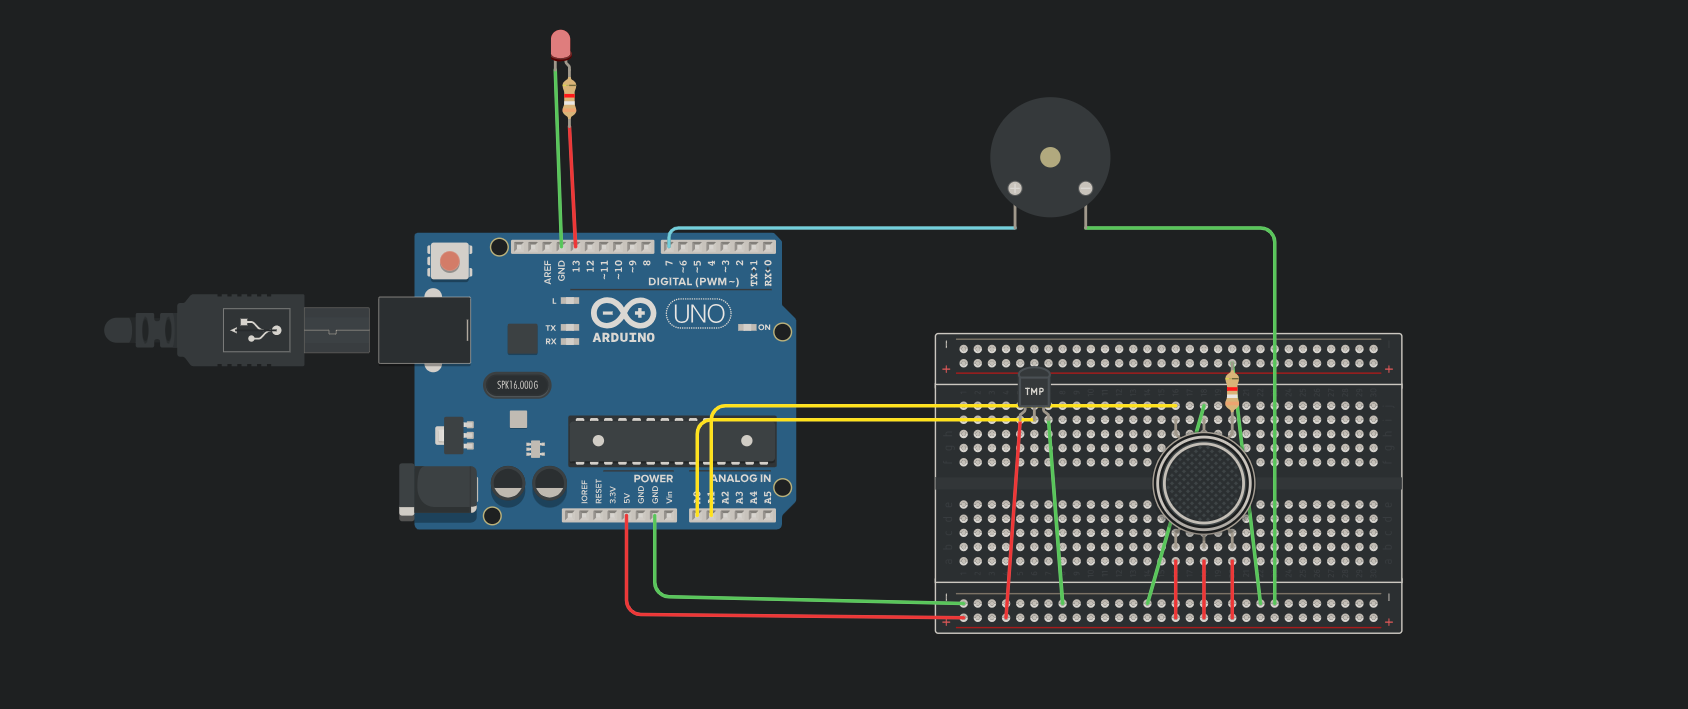 AREF
GND
13
12
~11
~10
~9
8
7
~6
~5
4
~3
2
TX▸1
RX◂0
DIGITAL (PWM~)
L
TX
RX
ARDUINO
UNO
ON
SPK16.000G
TMP
POWER
ANALOG IN
IOREF
RESET
3.3V
5V
GND
GND
Vin
A0
A1
A2
A3
A4
A5